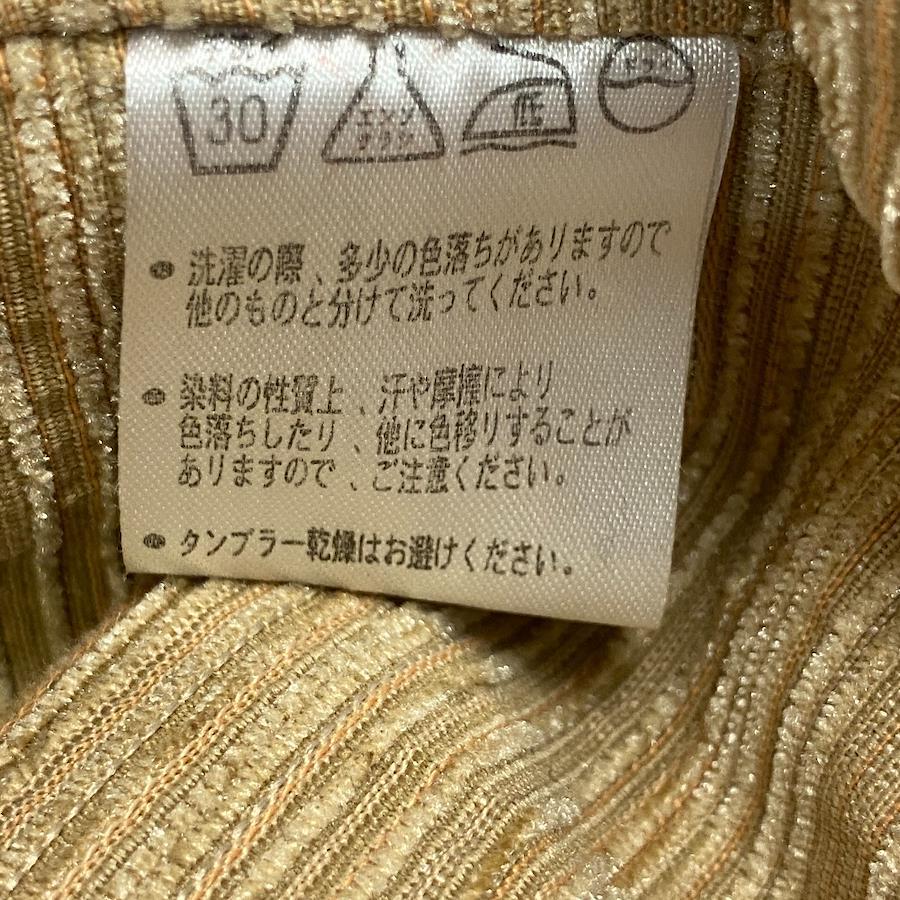 30
エンソ
サラシ
低
ドライ
● 洗濯の際、多少の色落ちがありますので
他のものと分けて洗ってください。
● 染料の性質上、汗や摩擦により
色落ちしたり、他に色移りすることが
ありますので、ご注意ください。
● タンブラー乾燥はお避けください。